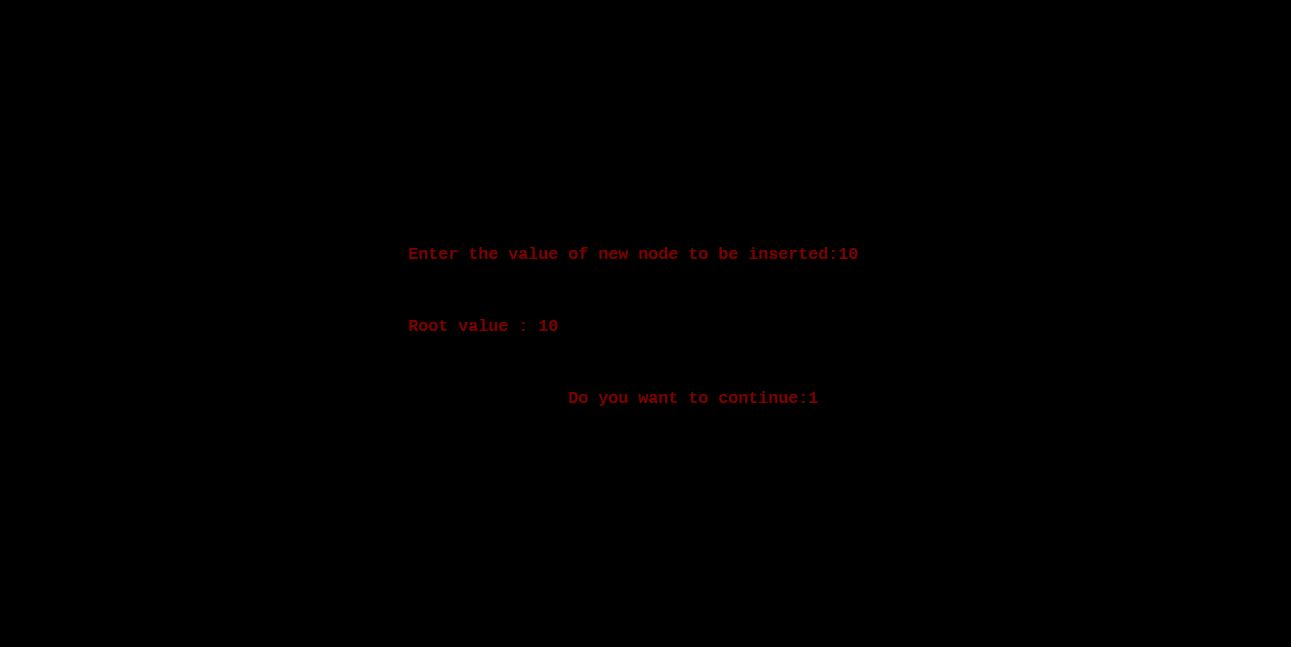 Enter the value of new node to be inserted:10
Root value : 10
Do you want to continue:1